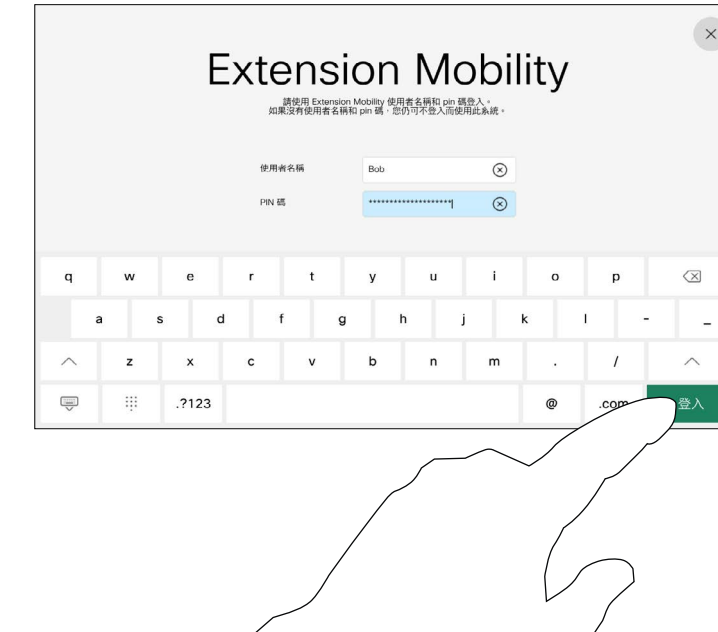 Extension Mobility
請使用 Extension Mobility 使用者名稱和 pin 碼登入。
如果沒有使用者名稱和 pin 碼，您仍可不登入而使用此系統。
使用者名稱 Bob
PIN 碼 ********************
q w e r t y u i o p
a s d f g h j k l - _
z x c v b n m . /
.?123 @ .com 登入